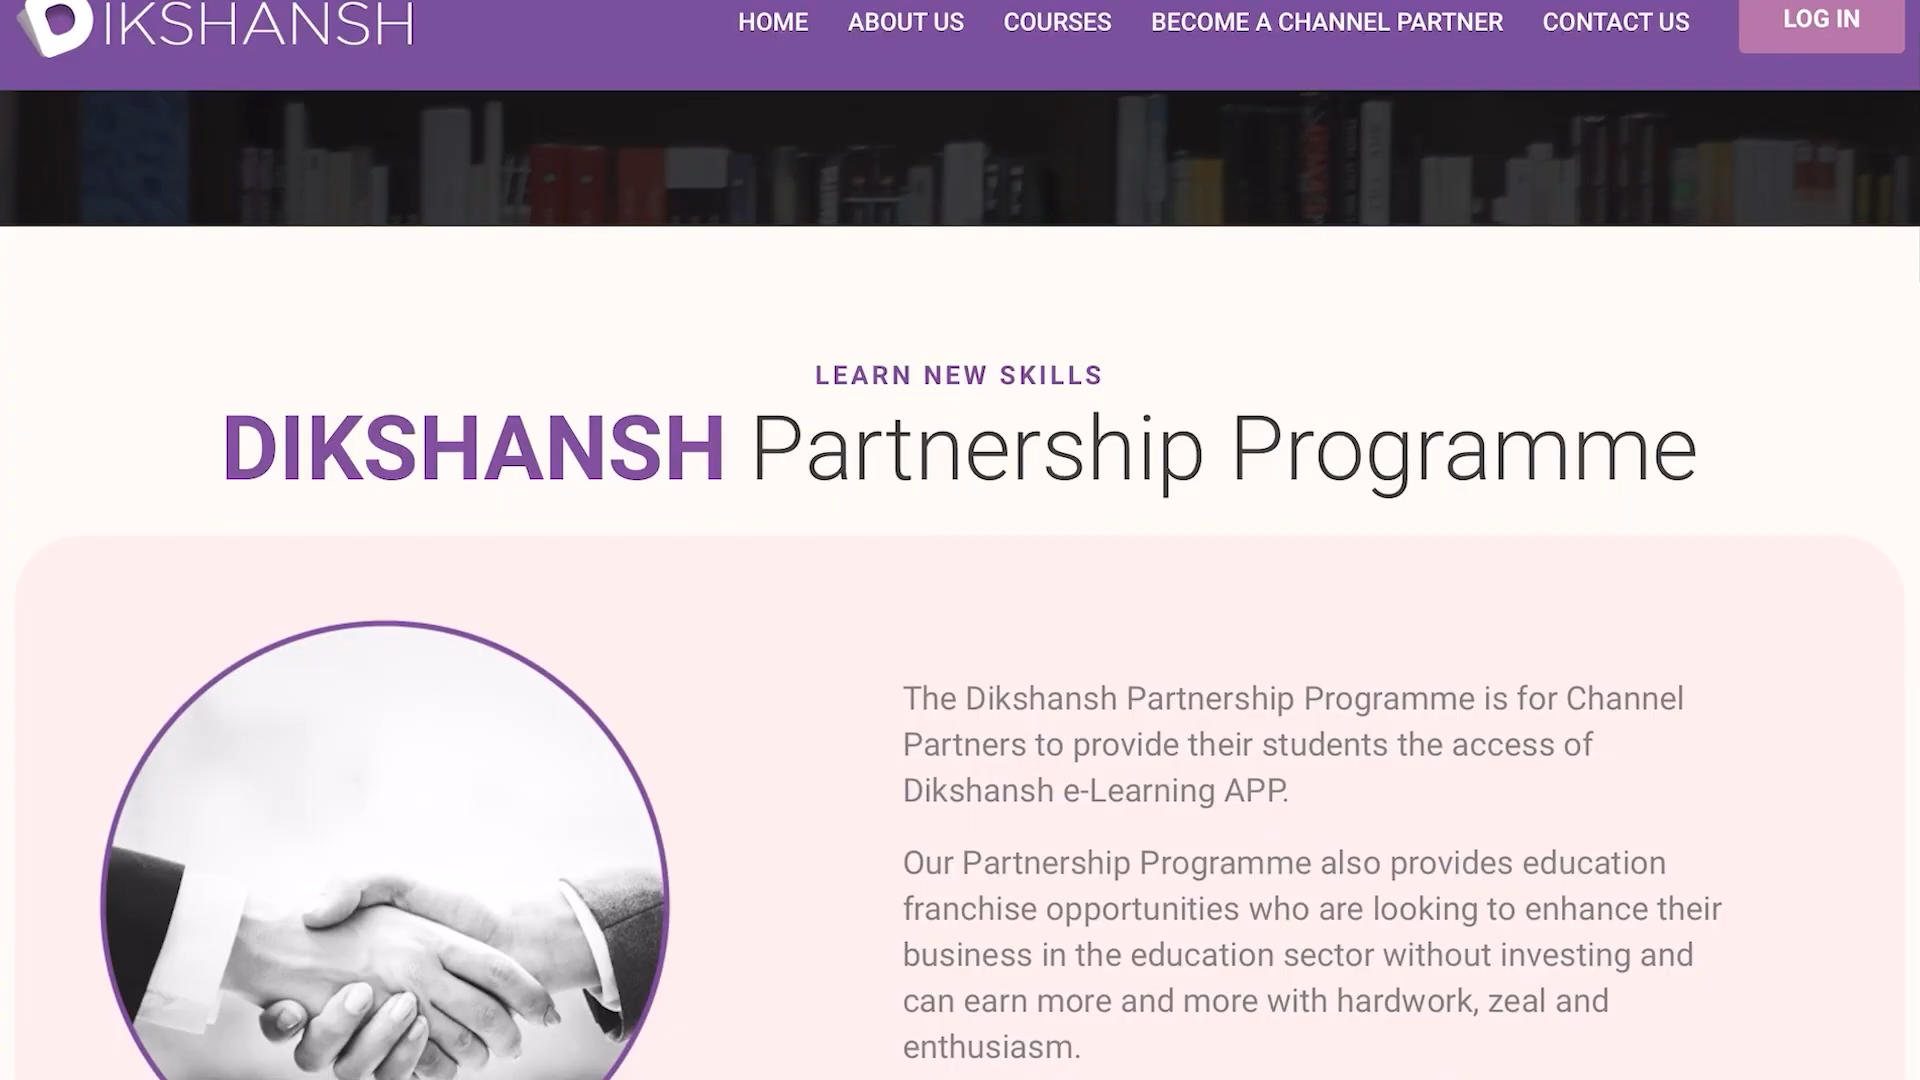 DIKSHANSH
HOME ABOUT US COURSES BECOME A CHANNEL PARTNER CONTACT US LOG IN
LEARN NEW SKILLS
DIKSHANSH Partnership Programme
The Dikshansh Partnership Programme is for Channel
Partners to provide their students the access of
Dikshansh e-Learning APP.
Our Partnership Programme also provides education
franchise opportunities who are looking to enhance their
business in the education sector without investing and
can earn more and more with hardwork, zeal and
enthusiasm.